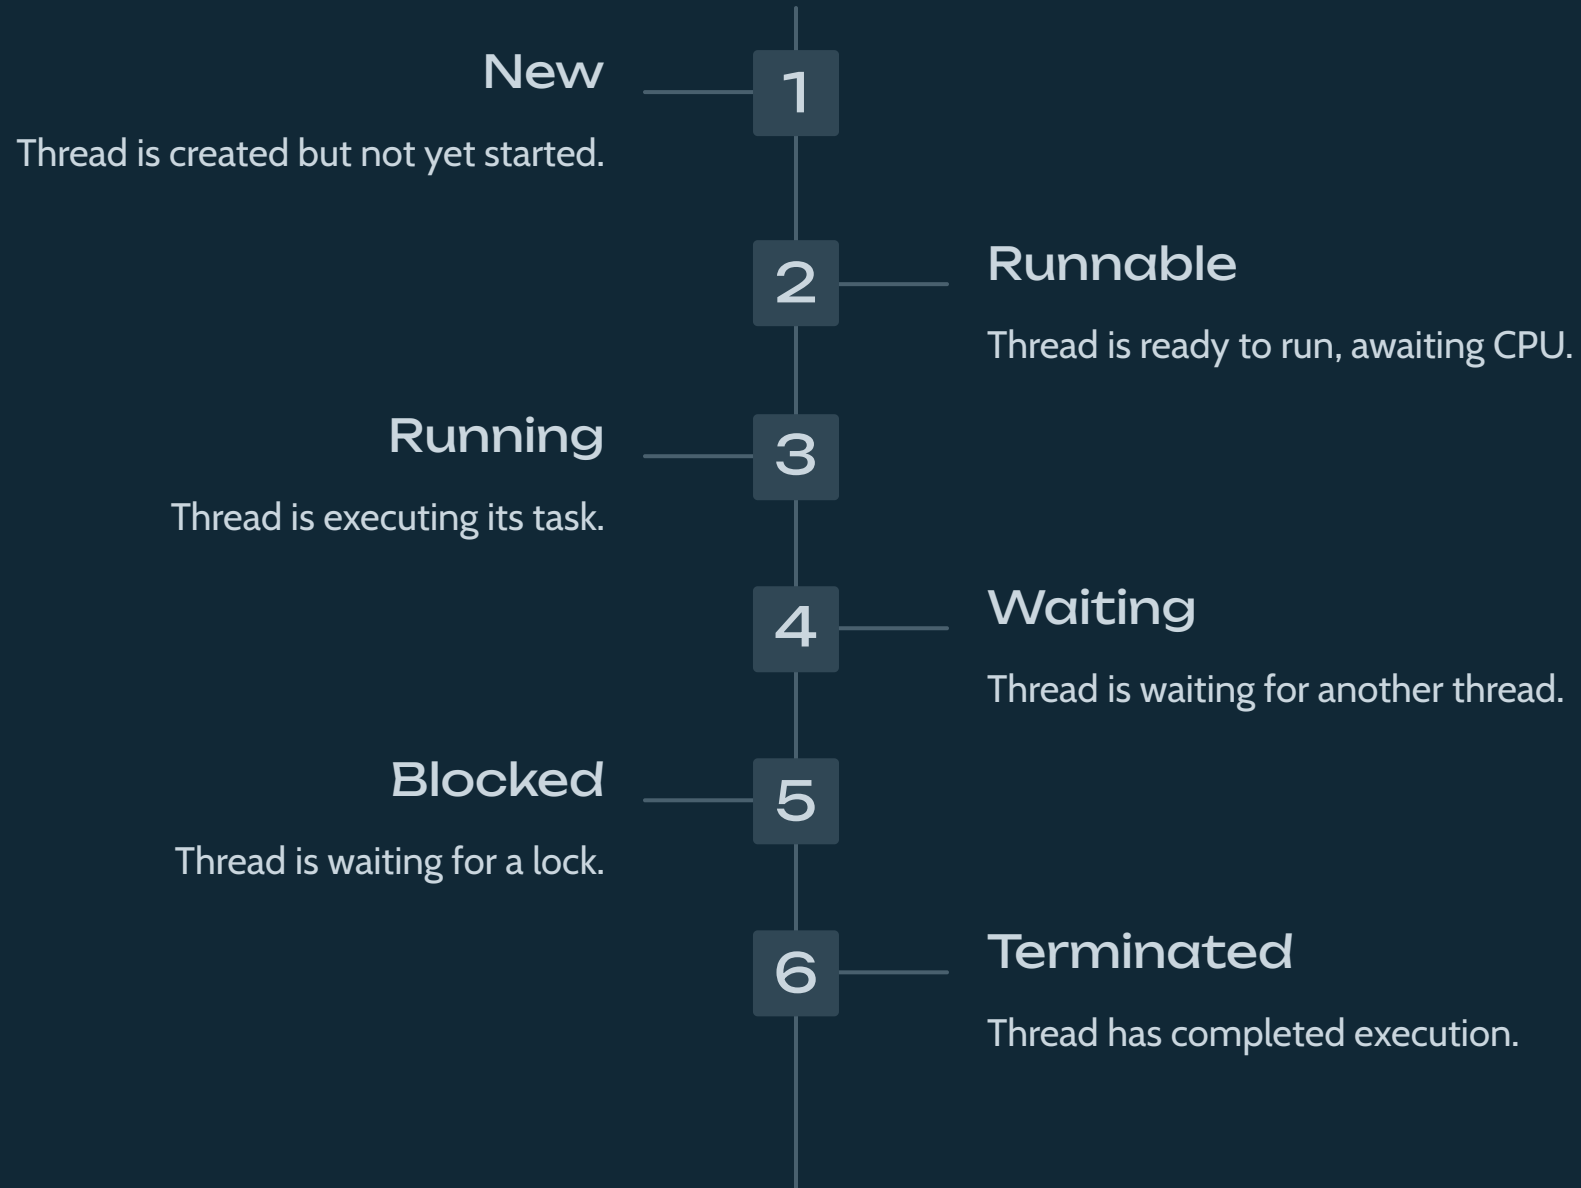 New
1
Thread is created but not yet started.
2
Runnable
Thread is ready to run, awaiting CPU.
Running
3
Thread is executing its task.
4
Waiting
Thread is waiting for another thread.
Blocked
5
Thread is waiting for a lock.
6
Terminated
Thread has completed execution.